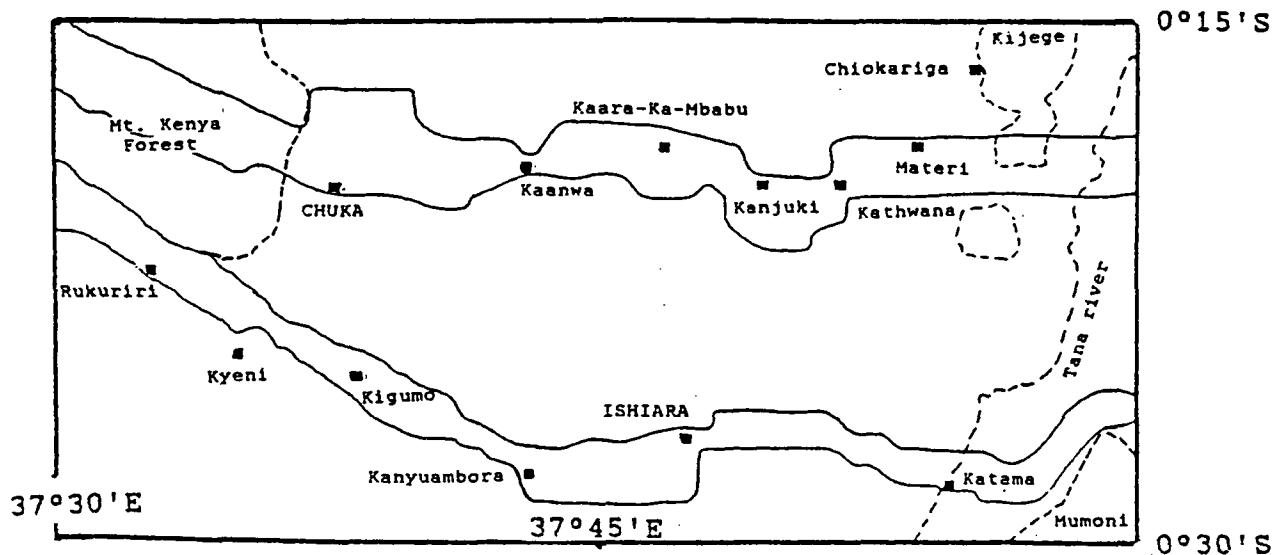 0°15'S
Kijege
Chiokariga
Kaara-Ka-Mbabu
Mt. Kenya
Forest
Materi
Kaanwa
CHUKA
Kanjuki
Kathwana
Rukuriri
Tana river
Kyeni
Kigumo
ISHIARA
Kanyuambora
Katama
37°30'E
37°45'E
Mumoni
0°30'S